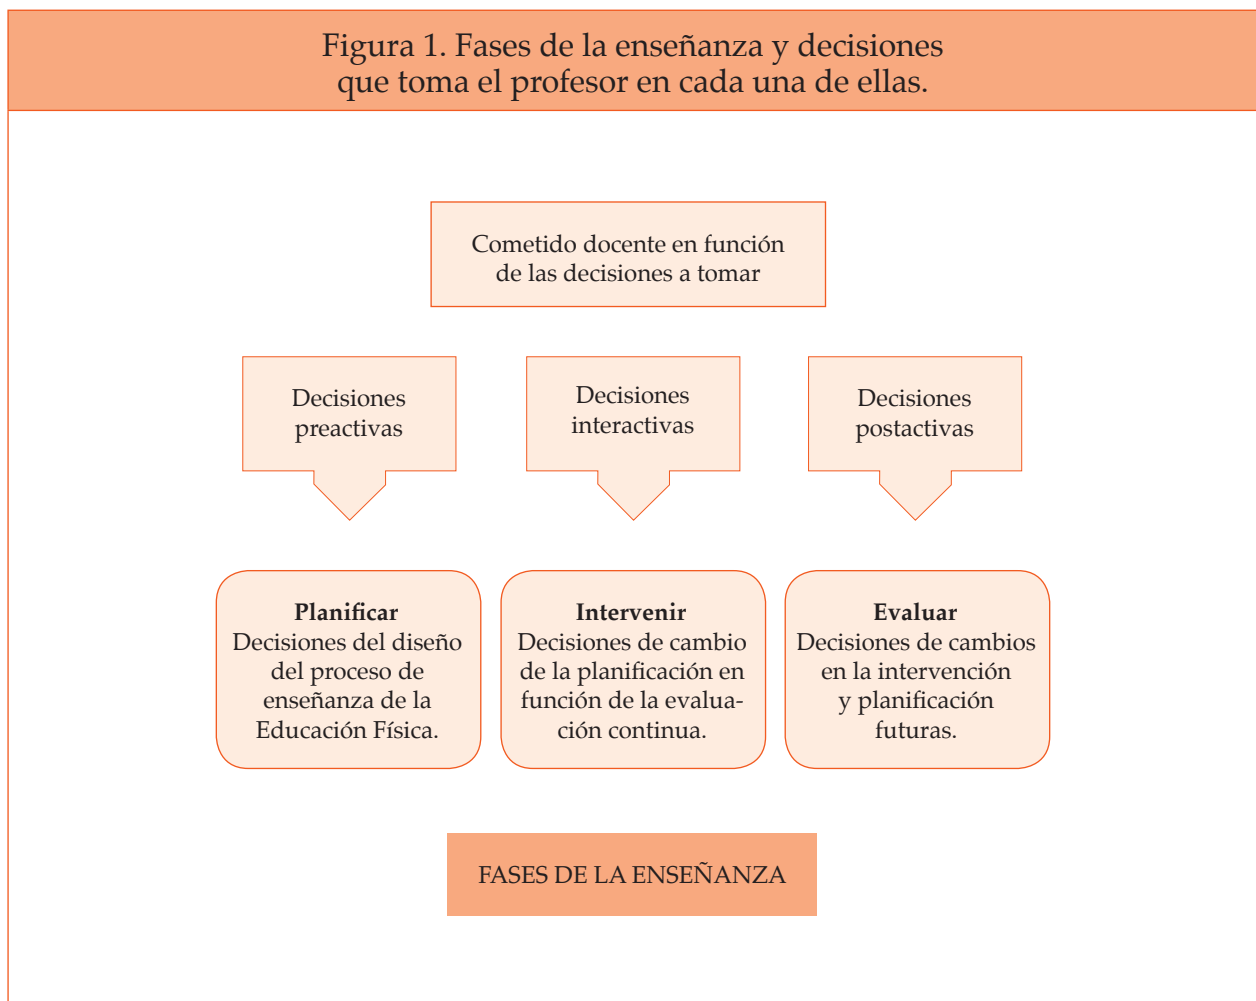 Figura 1. Fases de la enseñanza y decisiones
que toma el profesor en cada una de ellas.
Cometido docente en función
de las decisiones a tomar
Decisiones
preactivas
Decisiones
interactivas
Decisiones
postactivas
Planificar
Decisiones del diseño
del proceso de
enseñanza de la
Educación Física.
Intervenir
Decisiones de cambio
de la planificación en
función de la evalua-
ción continua.
Evaluar
Decisiones de cambios
en la intervención
y planificación
futuras.
FASES DE LA ENSEÑANZA